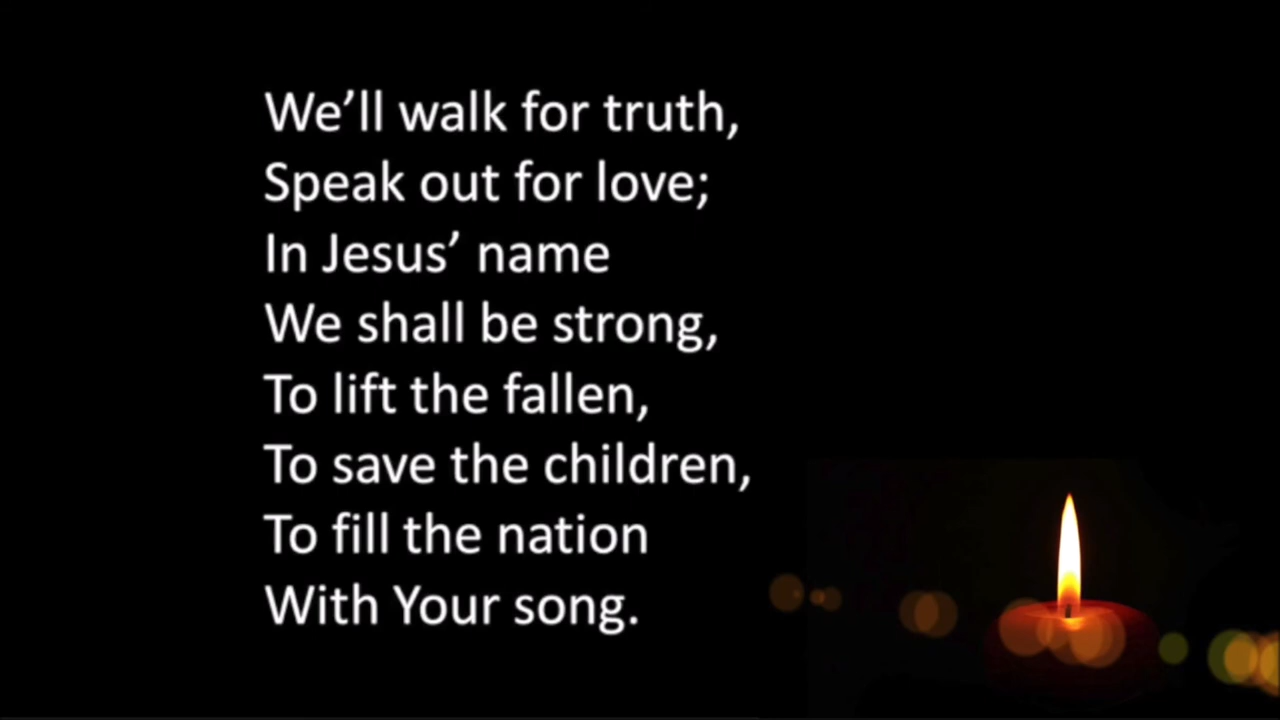 We’ll walk for truth,
Speak out for love;
In Jesus’ name
We shall be strong,
To lift the fallen,
To save the children,
To fill the nation
With Your song.